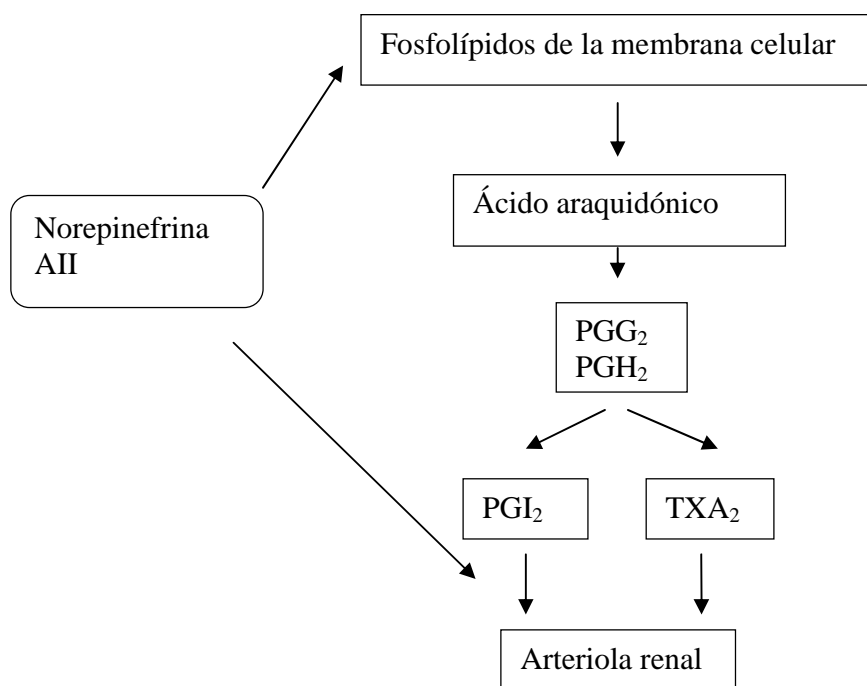 Fosfolípidos de la membrana celular
Ácido araquidónico
Norepinefrina
AII
PGG₂
PGH₂
PGI₂
TXA₂
Arteriola renal